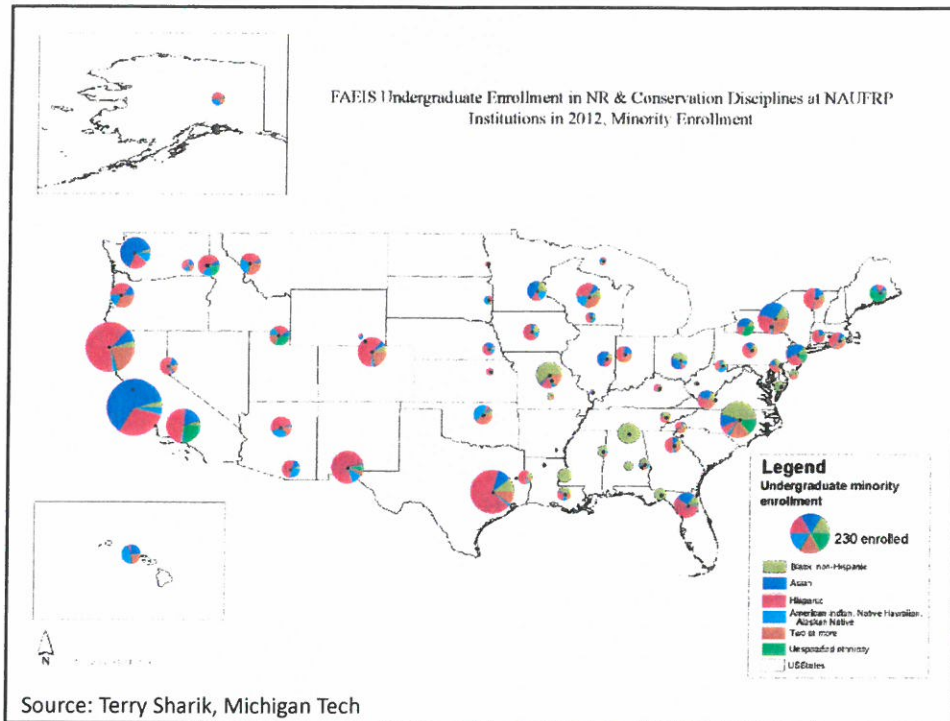 FAEIS Undergraduate Enrollment in NR & Conservation Disciplines at NAUFRP
Institutions in 2012, Minority Enrollment
Legend
Undergraduate minority
enrollment
230 enrolled
Black non-Hispanic
Asian
Hispanic
American Indian, Native Hawaiian,
Alaskan Native
Two or more
Unspecified ethnicity
USStates
N
Source: Terry Sharik, Michigan Tech